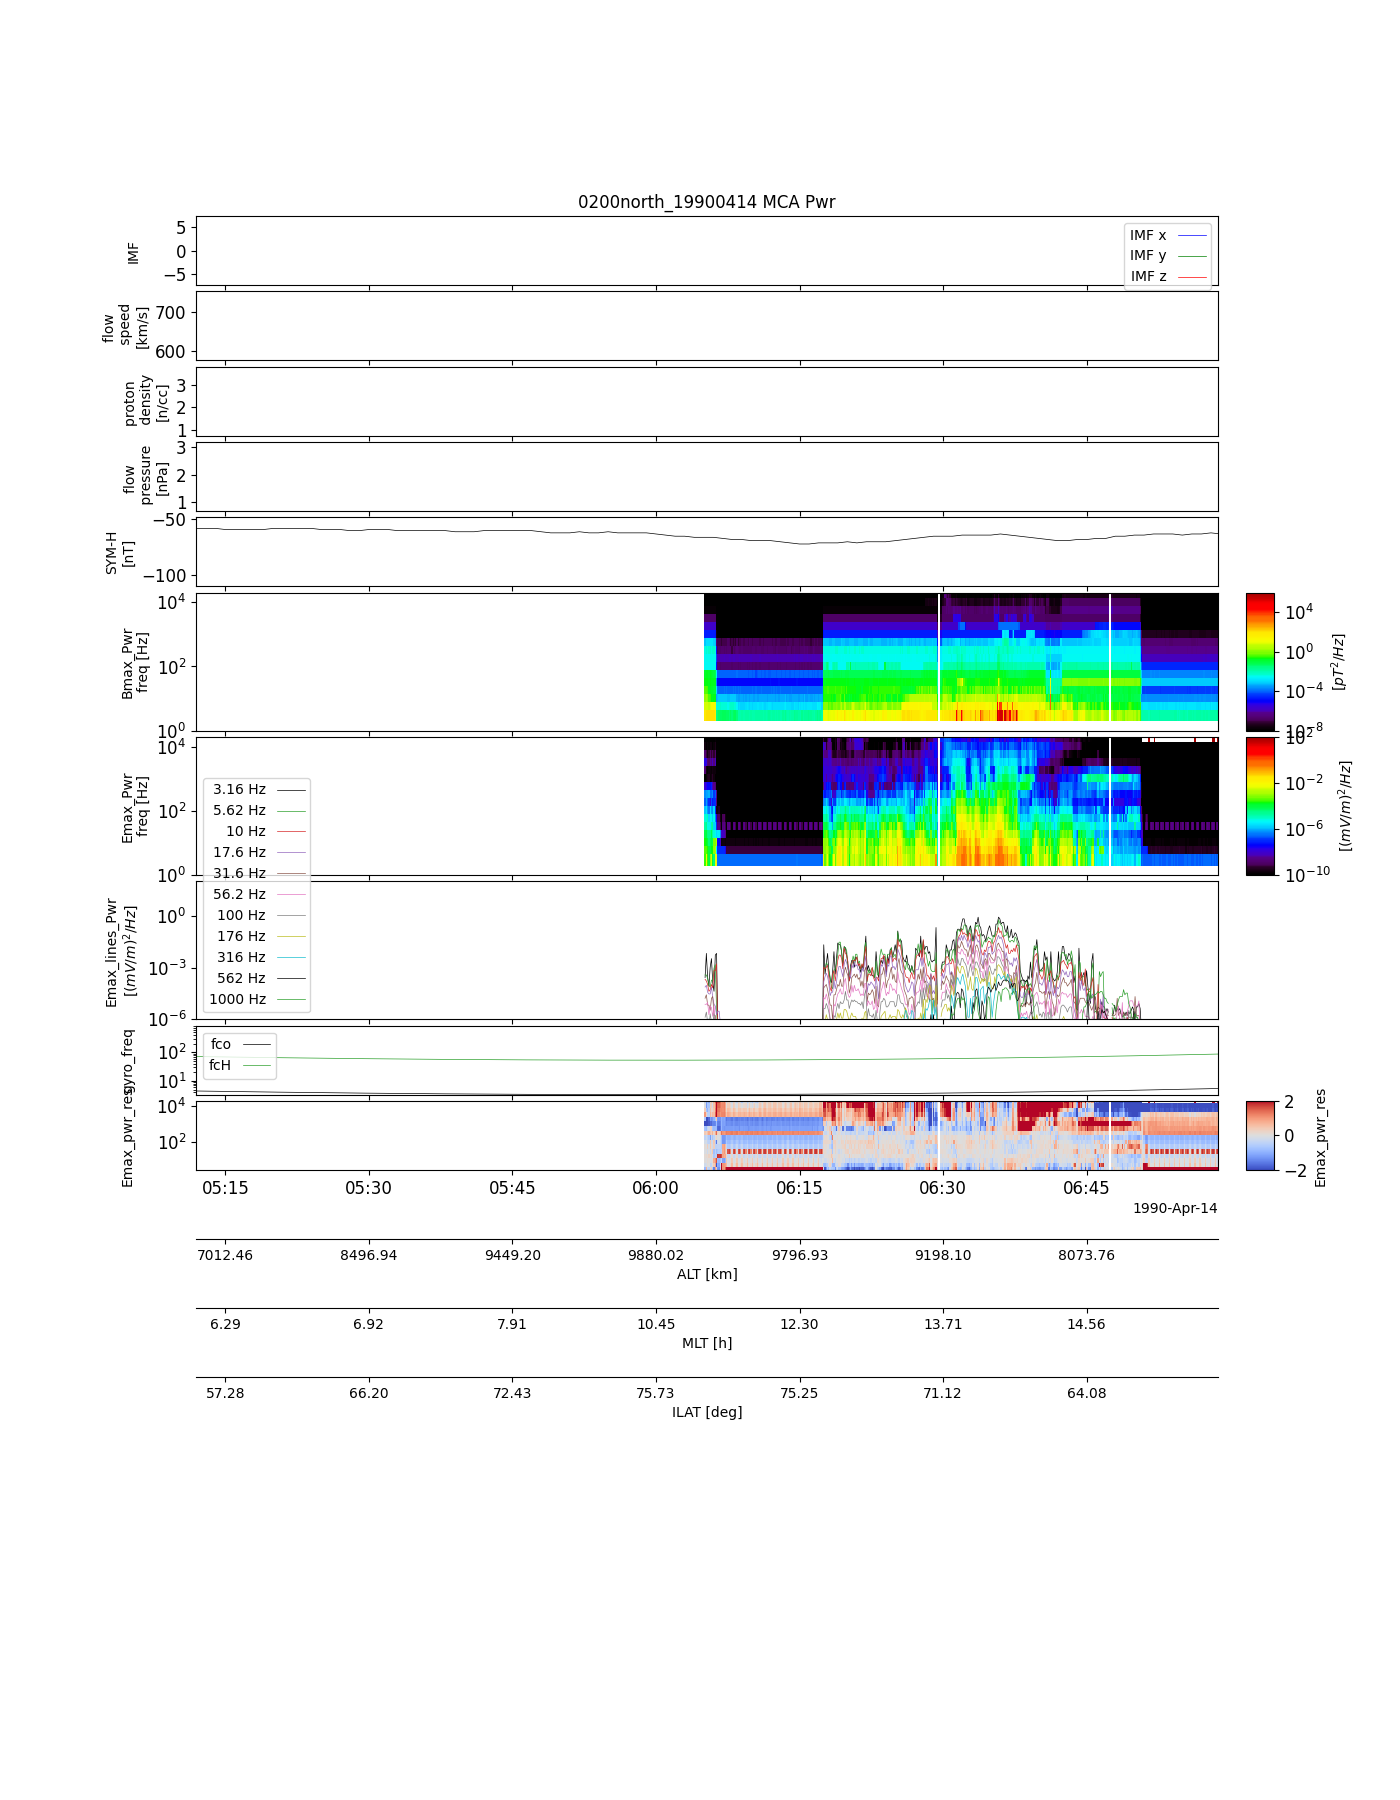 0200north_19900414 MCA Pwr
IMF
5
0
−5
IMF x
IMF y
IMF z
flow
speed
[km/s]
700
600
proton
density
[n/cc]
3
2
1
flow
pressure
[nPa]
3
2
1
SYM-H
[nT]
−50
−100
Bmax_Pwr
freq [Hz]
10^4
10^2
10^0
10^4
10^0
10^−4
10^−8
[pT^2/Hz]
Emax_Pwr
freq [Hz]
10^4
10^2
10^0
10^2
10^−2
10^−6
10^−10
[(mV/m)^2/Hz]
3.16 Hz
5.62 Hz
10 Hz
17.6 Hz
31.6 Hz
56.2 Hz
100 Hz
176 Hz
316 Hz
562 Hz
1000 Hz
Emax_lines_Pwr
[(mV/m)^2/Hz]
10^0
10^−3
10^−6
gyro_freq
10^2
10^1
fco
fcH
Emax_pwr_res
10^4
10^2
2
0
−2
Emax_pwr_res
05:15 05:30 05:45 06:00 06:15 06:30 06:45
1990-Apr-14
7012.46 8496.94 9449.20 9880.02 9796.93 9198.10 8073.76
ALT [km]
6.29 6.92 7.91 10.45 12.30 13.71 14.56
MLT [h]
57.28 66.20 72.43 75.73 75.25 71.12 64.08
ILAT [deg]